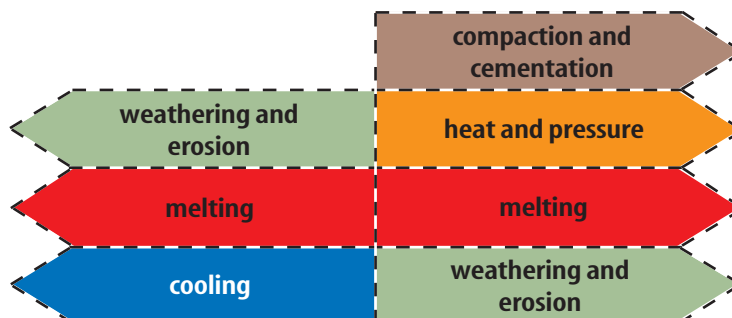 compaction and
cementation
weathering and
erosion
heat and pressure
melting
melting
cooling
weathering and
erosion